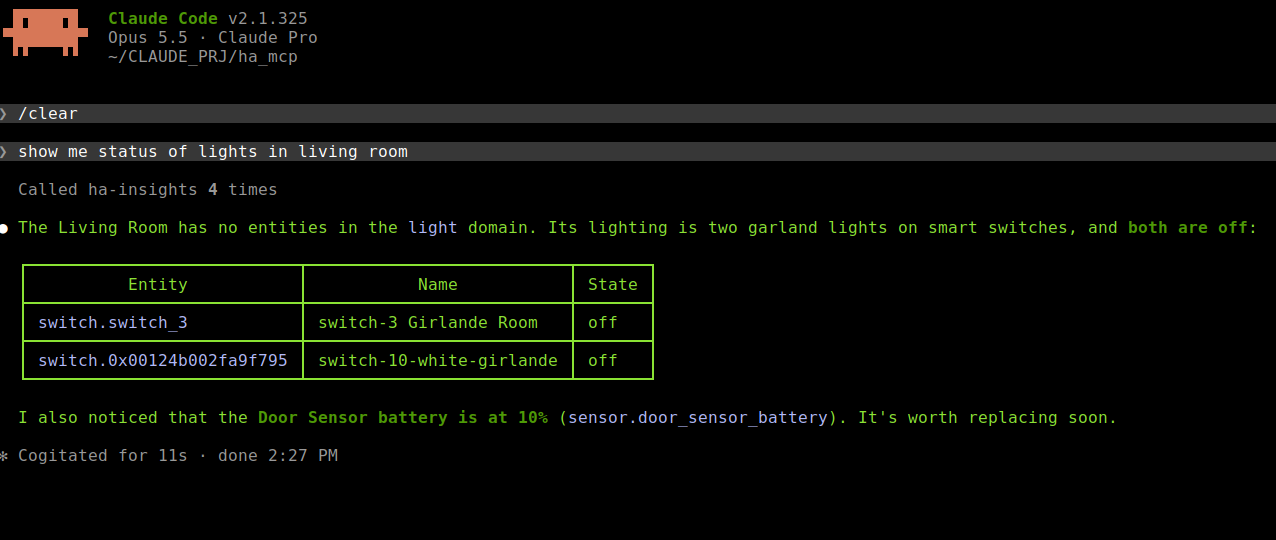 Claude Code v2.1.325
Opus 5.5 · Claude Pro
~/CLAUDE_PRJ/ha_mcp
❯ /clear
❯ show me status of lights in living room
Called ha-insights 4 times
● The Living Room has no entities in the light domain. Its lighting is two garland lights on smart switches, and both are off:
Entity Name State
switch.switch_3 switch-3 Girlande Room off
switch.0x00124b002fa9f795 switch-10-white-girlande off
I also noticed that the Door Sensor battery is at 10% (sensor.door_sensor_battery). It's worth replacing soon.
✻ Cogitated for 11s · done 2:27 PM